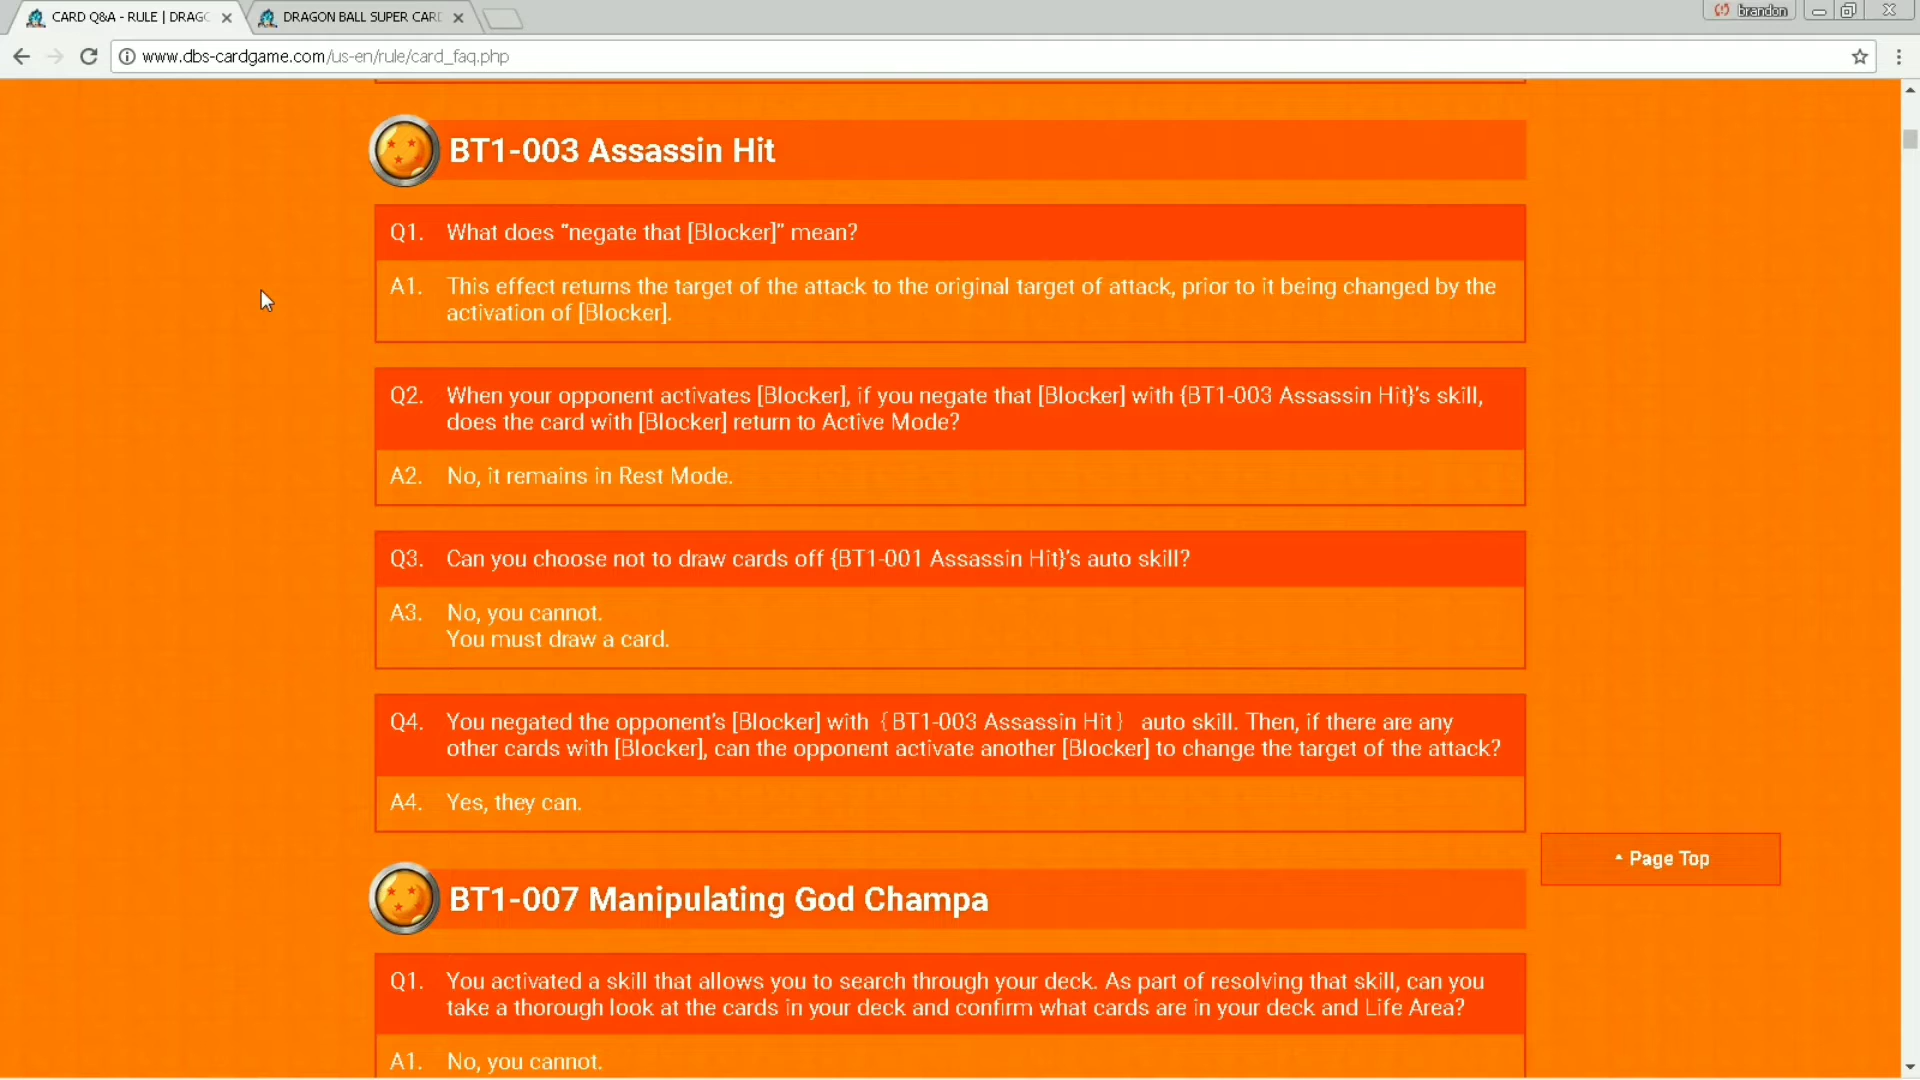 CARD Q&A - RULE | DRAGO
DRAGON BALL SUPER CARD
brandon
www.dbs-cardgame.com/us-en/rule/card_faq.php
BT1-003 Assassin Hit
Q1. What does “negate that [Blocker]” mean?
A1. This effect returns the target of the attack to the original target of attack, prior to it being changed by the
activation of [Blocker].
Q2. When your opponent activates [Blocker], if you negate that [Blocker] with {BT1-003 Assassin Hit}’s skill,
does the card with [Blocker] return to Active Mode?
A2. No, it remains in Rest Mode.
Q3. Can you choose not to draw cards off {BT1-001 Assassin Hit}’s auto skill?
A3. No, you cannot.
You must draw a card.
Q4. You negated the opponent’s [Blocker] with｛BT1-003 Assassin Hit｝ auto skill. Then, if there are any
other cards with [Blocker], can the opponent activate another [Blocker] to change the target of the attack?
A4. Yes, they can.
Page Top
BT1-007 Manipulating God Champa
Q1. You activated a skill that allows you to search through your deck. As part of resolving that skill, can you
take a thorough look at the cards in your deck and confirm what cards are in your deck and Life Area?
A1. No, you cannot.